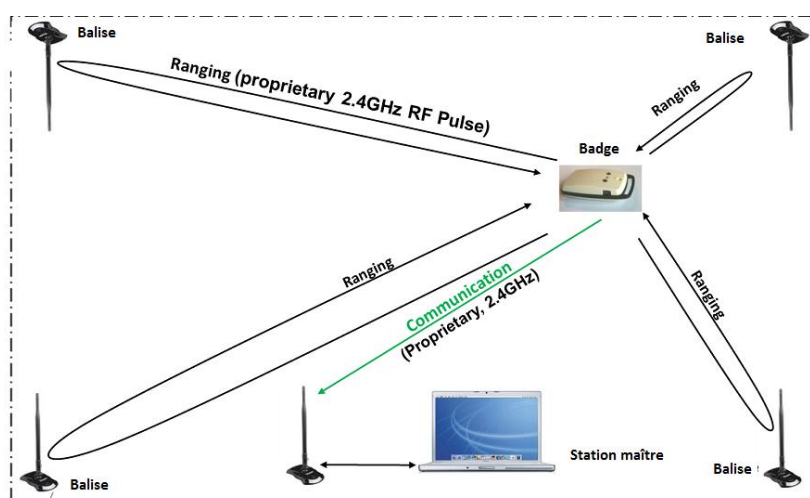 Balise
Balise
Ranging (proprietary 2.4GHz RF Pulse)
Ranging
Badge
Ranging
Communication
(Proprietary, 2.4GHz)
Ranging
Station maître
Balise
Balise